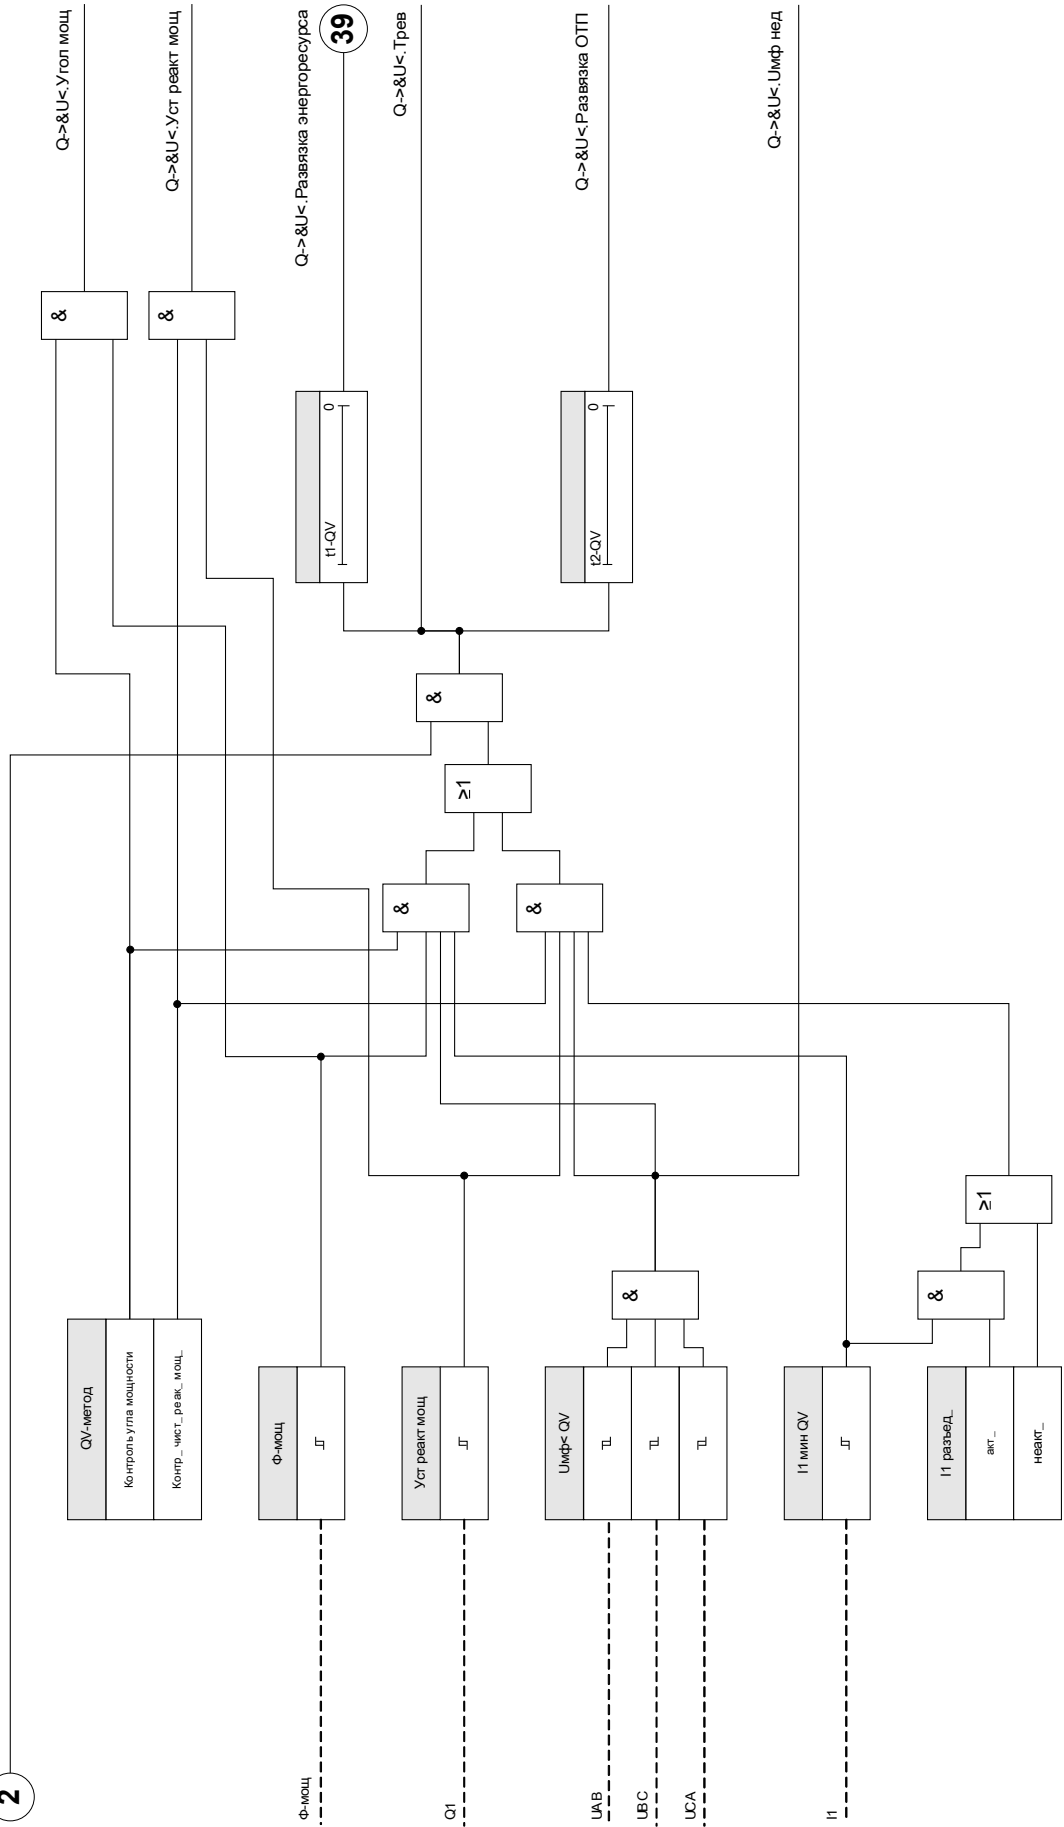 2
Q->&U<.Угол мощ
Q->&U<.Уст реакт мощ
Q->&U<.Развязка энергоресурса
39
Q->&U<.Трев
Q->&U<.Развязка ОТП
Q->&U<.Uмф нед
&
&
t1-QV
0
t2-QV
0
&
≥1
&
&
QV-метод
Контроль угла мощности
Контр_ чист_ реак_ мощ_
Ф-мощ
Ф-мощ
Уст реакт мощ
Q1
Uмф< QV
&
UAB
UBC
UCA
I1 мин QV
I1
I1 разъед_
акт_
неакт_
&
≥1